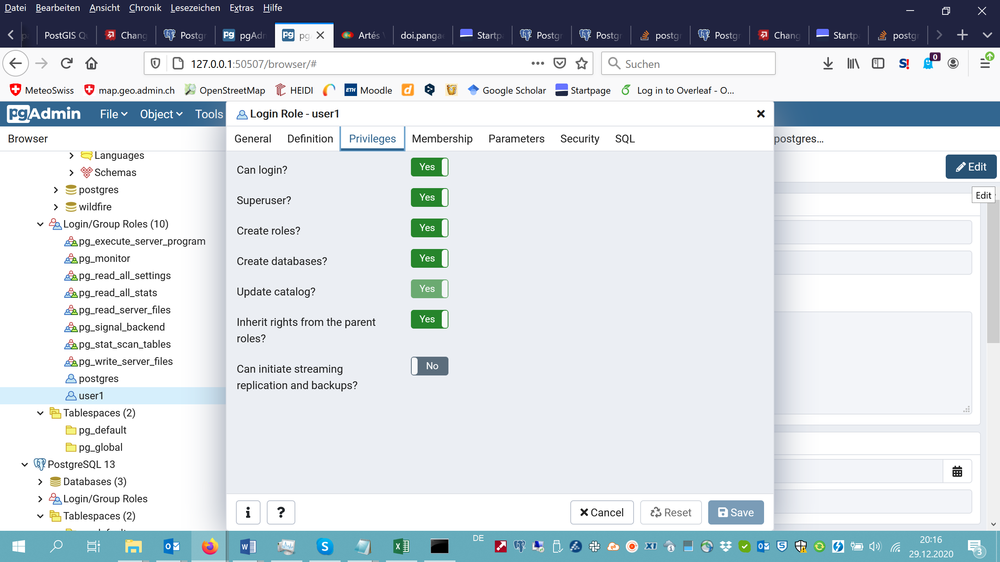 Datei Bearbeiten Ansicht Chronik Lesezeichen Extras Hilfe
PostGIS Chang Postgr pgAdn pg Artés doi.pangae Startp Postgr Postgr postgr Postgr Chang Startp postgr
127.0.0.1:50507/browser/#
Suchen
0
MeteoSwiss map.geo.admin.ch OpenStreetMap HEIDI ETH Moodle d Google Scholar Startpage Log in to Overleaf - O...
pgAdmin File Object Tools
Login Role - user1
Browser
General Definition Privileges Membership Parameters Security SQL
postgres...
Languages
Schemas
postgres
wildfire
Login/Group Roles (10)
pg_execute_server_program
pg_monitor
pg_read_all_settings
pg_read_all_stats
pg_read_server_files
pg_signal_backend
pg_stat_scan_tables
pg_write_server_files
postgres
user1
Tablespaces (2)
pg_default
pg_global
PostgreSQL 13
Databases (3)
Login/Group Roles
Tablespaces (2)
Can login? Yes
Superuser? Yes
Create roles? Yes
Create databases? Yes
Update catalog? Yes
Inherit rights from the parent
roles?
Yes
Can initiate streaming
replication and backups?
No
Edit
Edit
i ? Cancel Reset Save
DE
20:16
29.12.2020
3